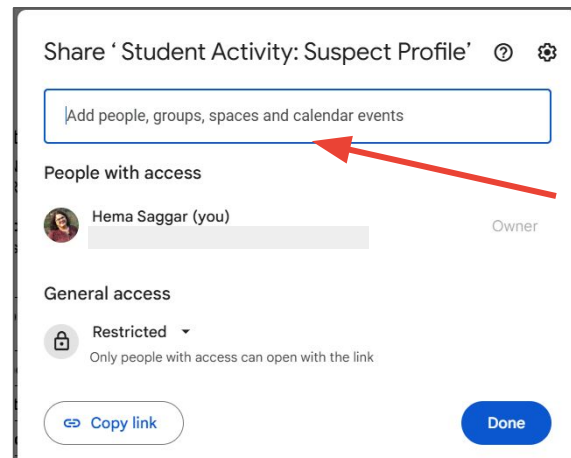 Share ‘ Student Activity: Suspect Profile’
Add people, groups, spaces and calendar events
People with access
Hema Saggar (you)
Owner
General access
Restricted
Only people with access can open with the link
Copy link
Done